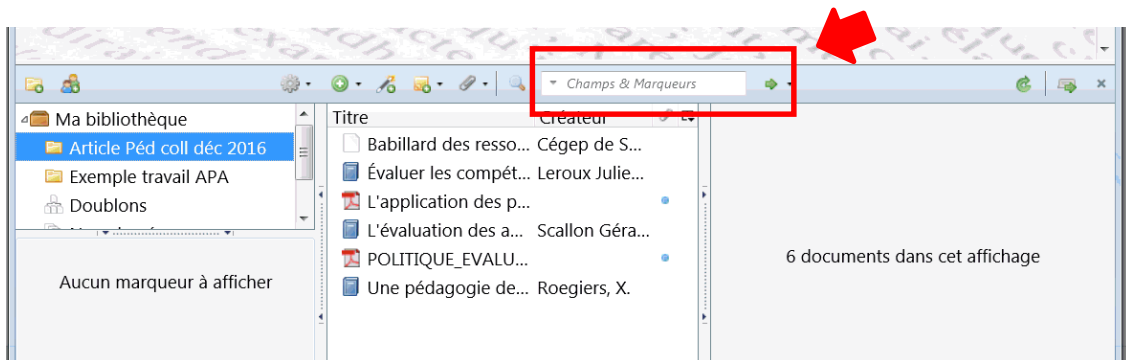 Champs & Marqueurs
Ma bibliothèque
Article Péd coll déc 2016
Exemple travail APA
Doublons
Aucun marqueur à afficher
Titre Créateur
Babillard des resso... Cégep de S...
Évaluer les compét... Leroux Julie...
L'application des p...
L'évaluation des a... Scallon Géra...
POLITIQUE_EVALU...
Une pédagogie de... Roegiers, X.
6 documents dans cet affichage